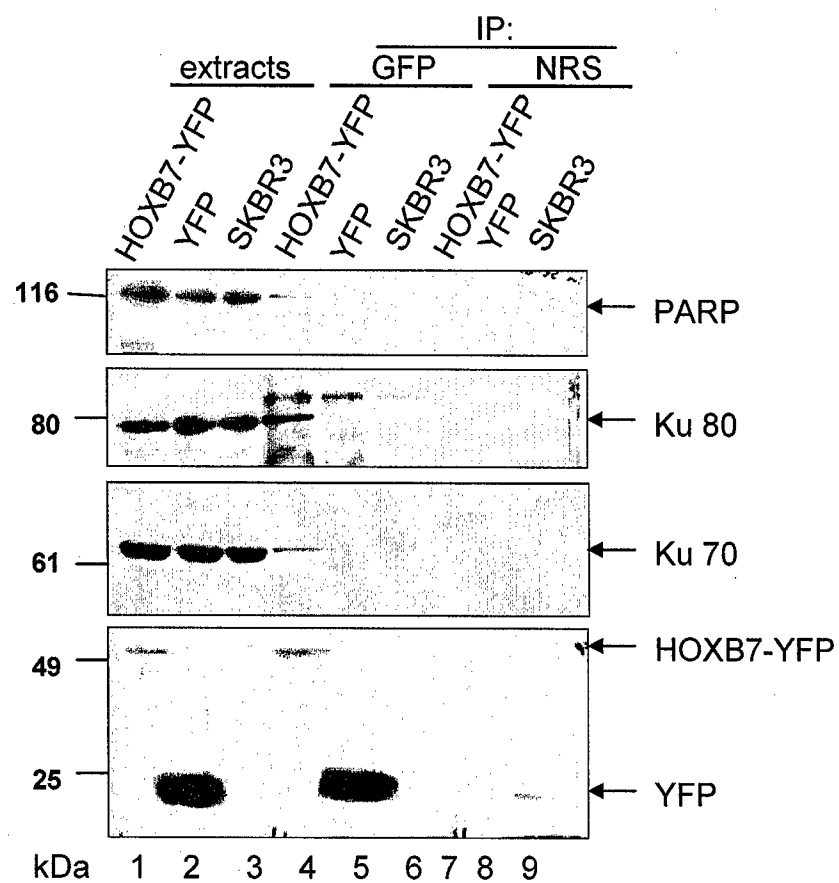 IP:
extracts GFP NRS
HOXB7-YFP YFP SKBR3 HOXB7-YFP YFP SKBR3 HOXB7-YFP YFP SKBR3
116 PARP
80 Ku 80
61 Ku 70
HOXB7-YFP
49
25
YFP
kDa 1 2 3 4 5 6 7 8 9